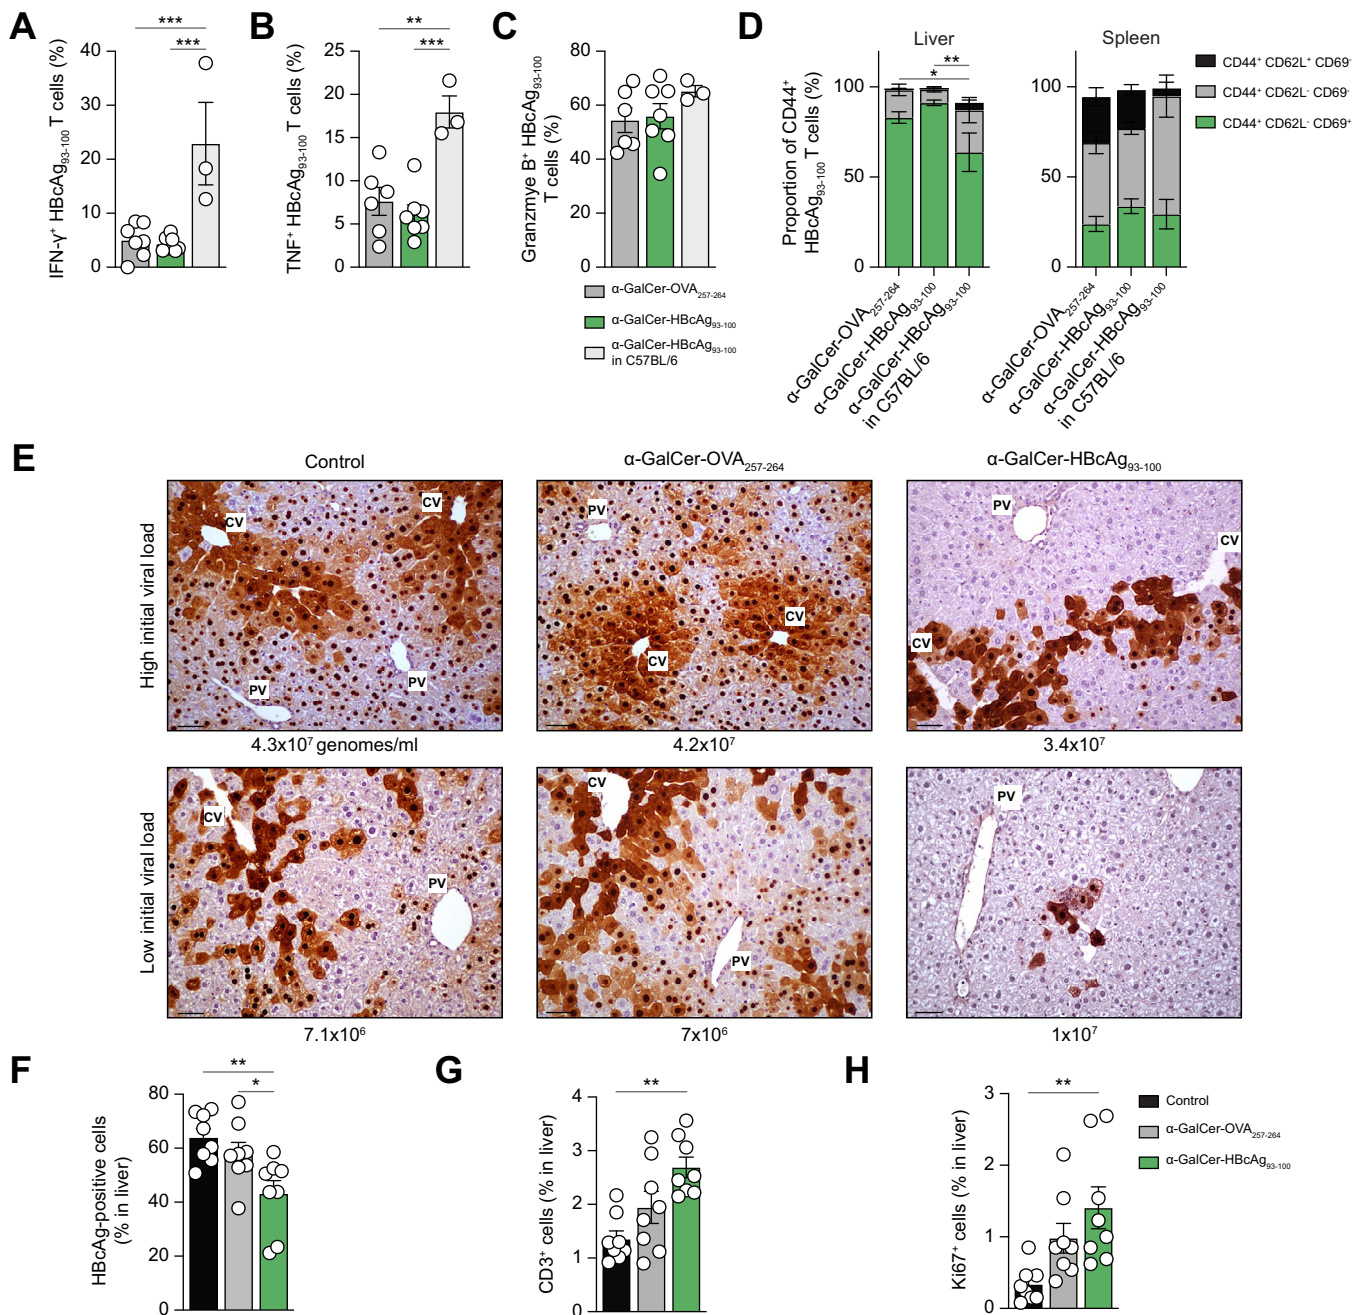 A
***
***
IFN-γ⁺ HBcAg₉₃₋₁₀₀ T cells (%)
40
30
20
10
0
B
**
***
TNF⁺ HBcAg₉₃₋₁₀₀ T cells (%)
25
20
15
10
5
0
C
Granzmye B⁺ HBcAg₉₃₋₁₀₀
T cells (%)
80
60
40
20
0
α-GalCer-OVA₂₅₇₋₂₆₄
α-GalCer-HBcAg₉₃₋₁₀₀
α-GalCer-HBcAg₉₃₋₁₀₀
in C57BL/6
D
Liver
**
*
Proportion of CD44⁺
HBcAg₉₃₋₁₀₀ T cells (%)
100
50
0
α-GalCer-OVA₂₅₇₋₂₆₄
α-GalCer-HBcAg₉₃₋₁₀₀
α-GalCer-HBcAg₉₃₋₁₀₀
in C57BL/6
Spleen
100
50
0
α-GalCer-OVA₂₅₇₋₂₆₄
α-GalCer-HBcAg₉₃₋₁₀₀
α-GalCer-HBcAg₉₃₋₁₀₀
in C57BL/6
CD44⁺ CD62L⁺ CD69⁻
CD44⁺ CD62L⁻ CD69⁻
CD44⁺ CD62L⁻ CD69⁺
E
Control
α-GalCer-OVA₂₅₇₋₂₆₄
α-GalCer-HBcAg₉₃₋₁₀₀
High initial viral load
CV
CV
PV
PV
PV
CV
CV
PV
CV
CV
4.3x10⁷ genomes/ml
4.2x10⁷
3.4x10⁷
Low initial viral load
CV
PV
CV
PV
PV
7.1x10⁶
7x10⁶
1x10⁷
F
**
*
HBcAg-positive cells
(% in liver)
80
60
40
20
0
G
**
CD3⁺ cells (% in liver)
4
3
2
1
0
H
**
Ki67⁺ cells (% in liver)
3
2
1
0
Control
α-GalCer-OVA₂₅₇₋₂₆₄
α-GalCer-HBcAg₉₃₋₁₀₀